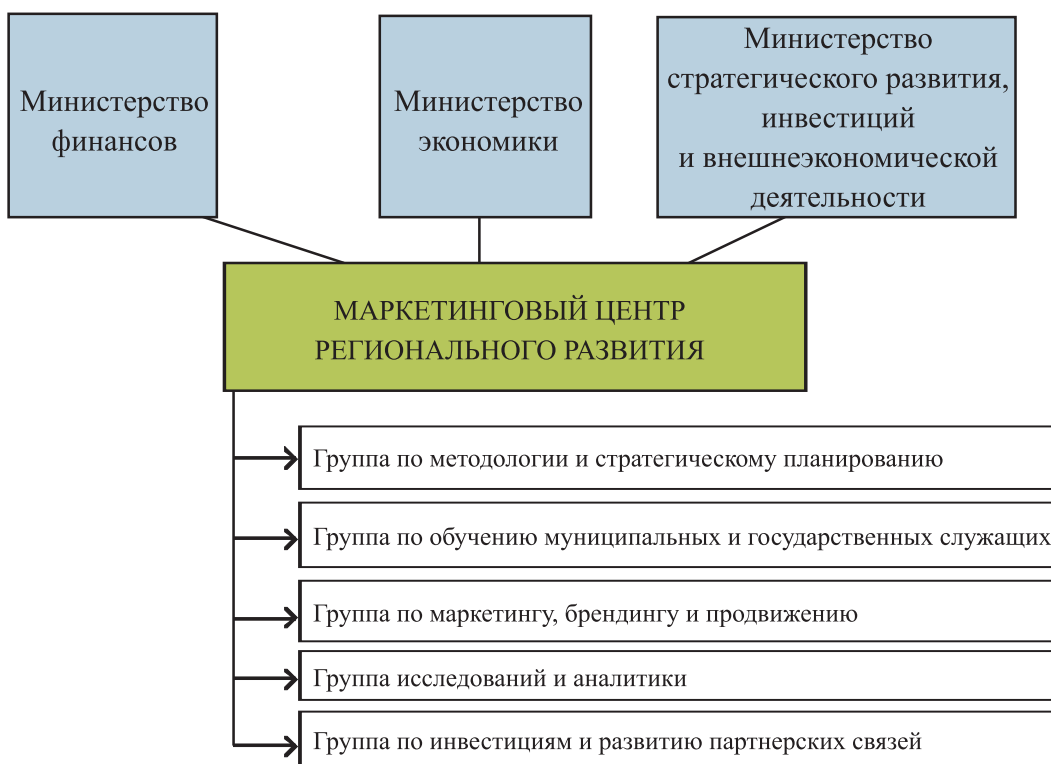 Министерство
финансов
Министерство
экономики
Министерство
стратегического развития,
инвестиций
и внешнеэкономической
деятельности
МАРКЕТИНГОВЫЙ ЦЕНТР
РЕГИОНАЛЬНОГО РАЗВИТИЯ
Группа по методологии и стратегическому планированию
Группа по обучению муниципальных и государственных служащих
Группа по маркетингу, брендингу и продвижению
Группа исследований и аналитики
Группа по инвестициям и развитию партнерских связей